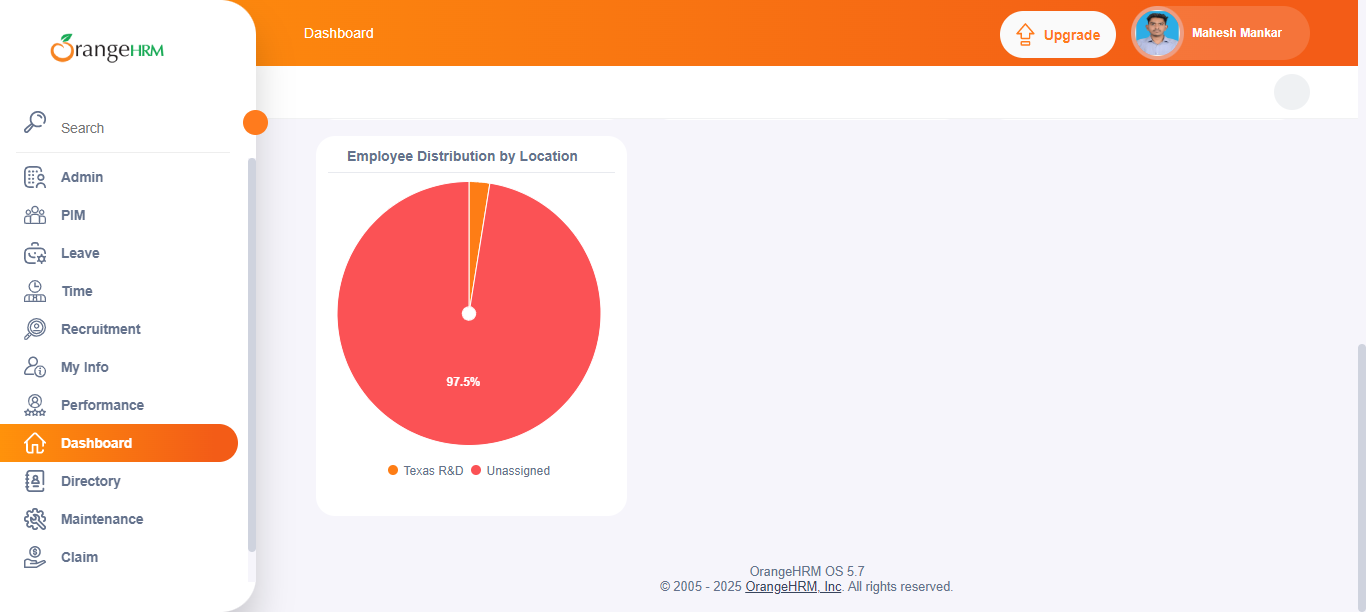 OrangeHRM
Dashboard
Upgrade
Mahesh Mankar
Search
Admin
PIM
Leave
Time
Recruitment
My Info
Performance
Dashboard
Directory
Maintenance
Claim
Employee Distribution by Location
97.5%
Texas R&D Unassigned
OrangeHRM OS 5.7
© 2005 - 2025 OrangeHRM, Inc. All rights reserved.